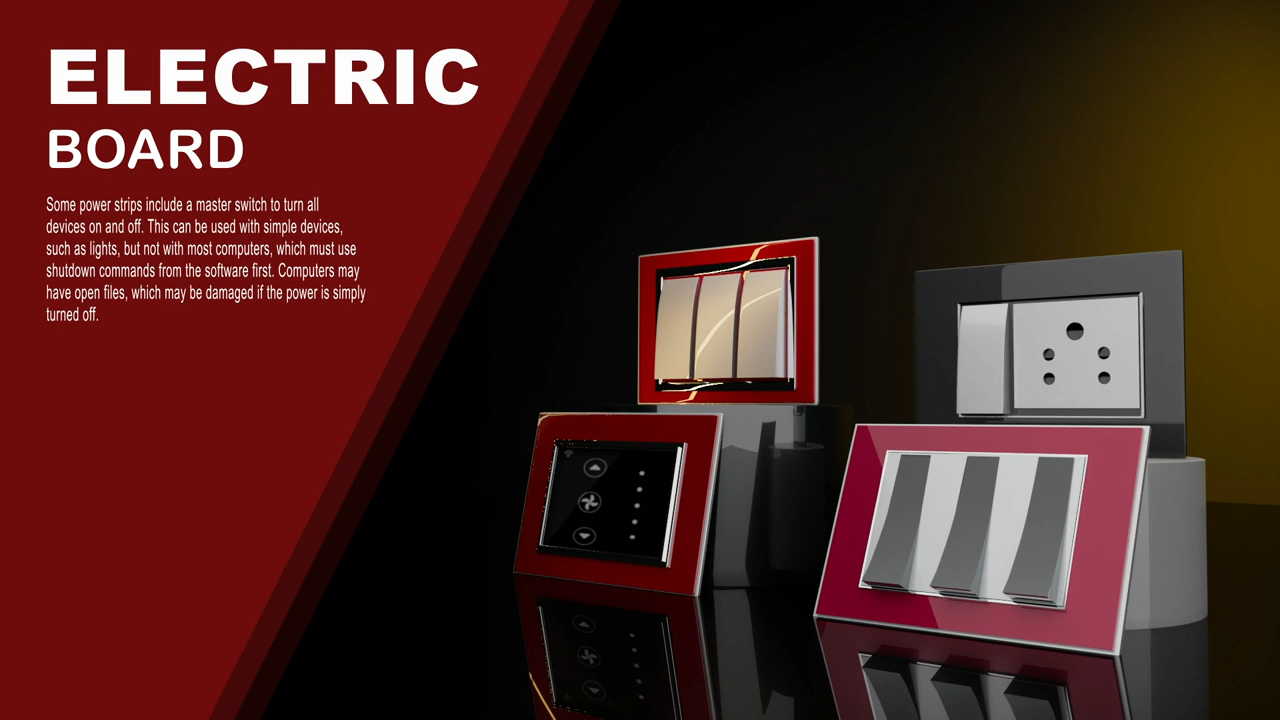 ELECTRIC
BOARD
Some power strips include a master switch to turn all
devices on and off. This can be used with simple devices,
such as lights, but not with most computers, which must use
shutdown commands from the software first. Computers may
have open files, which may be damaged if the power is simply
turned off.